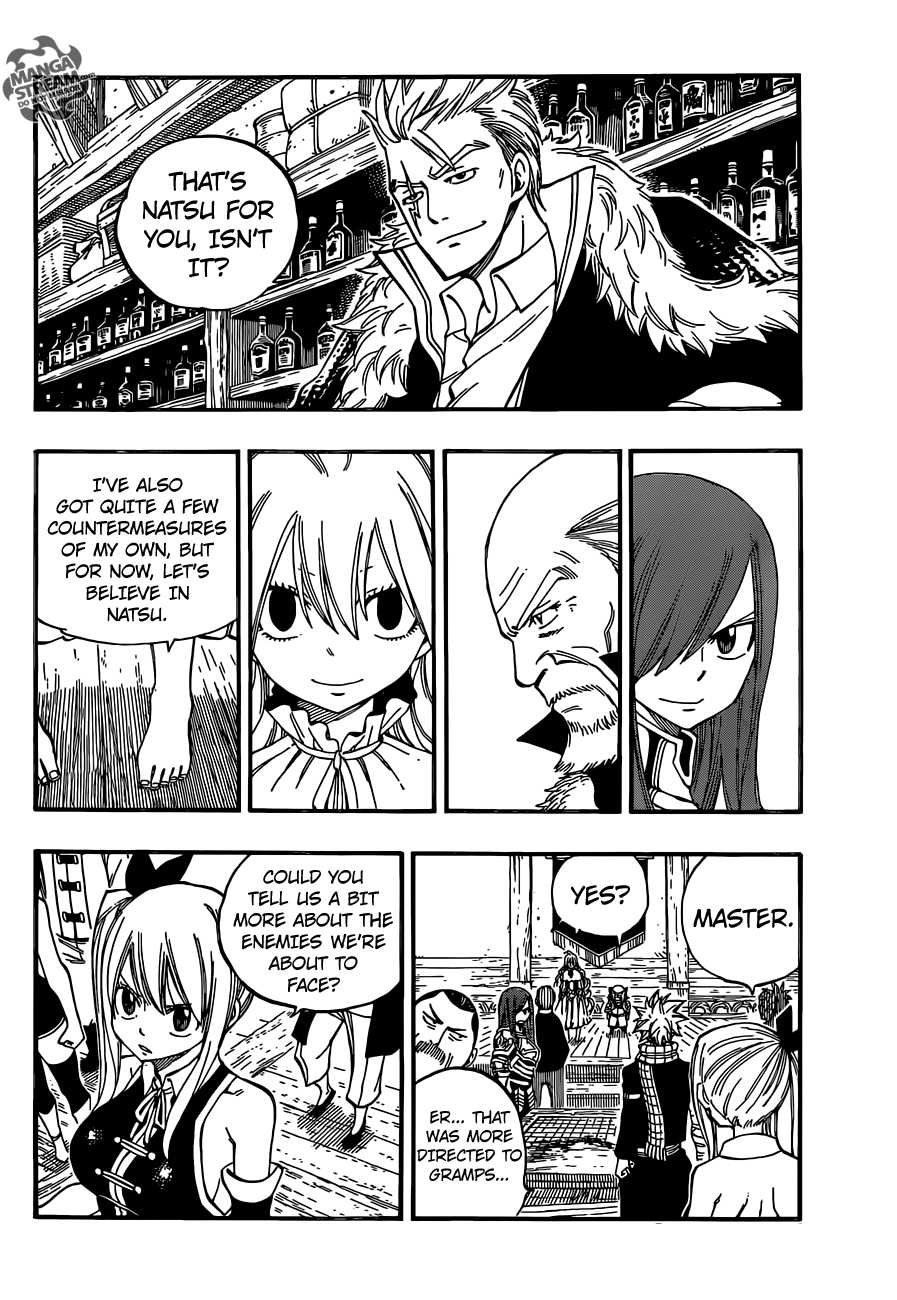 MANGA
STREAM.com
THAT'S
NATSU FOR
YOU, ISN'T
IT?
I'VE ALSO
GOT QUITE A FEW
COUNTERMEASURES
OF MY OWN, BUT
FOR NOW, LET'S
BELIEVE IN
NATSU.
MASTER.
YES?
ER... THAT
WAS MORE
DIRECTED TO
GRAMPS...
COULD YOU
TELL US A BIT
MORE ABOUT THE
ENEMIES WE'RE
ABOUT TO
FACE?